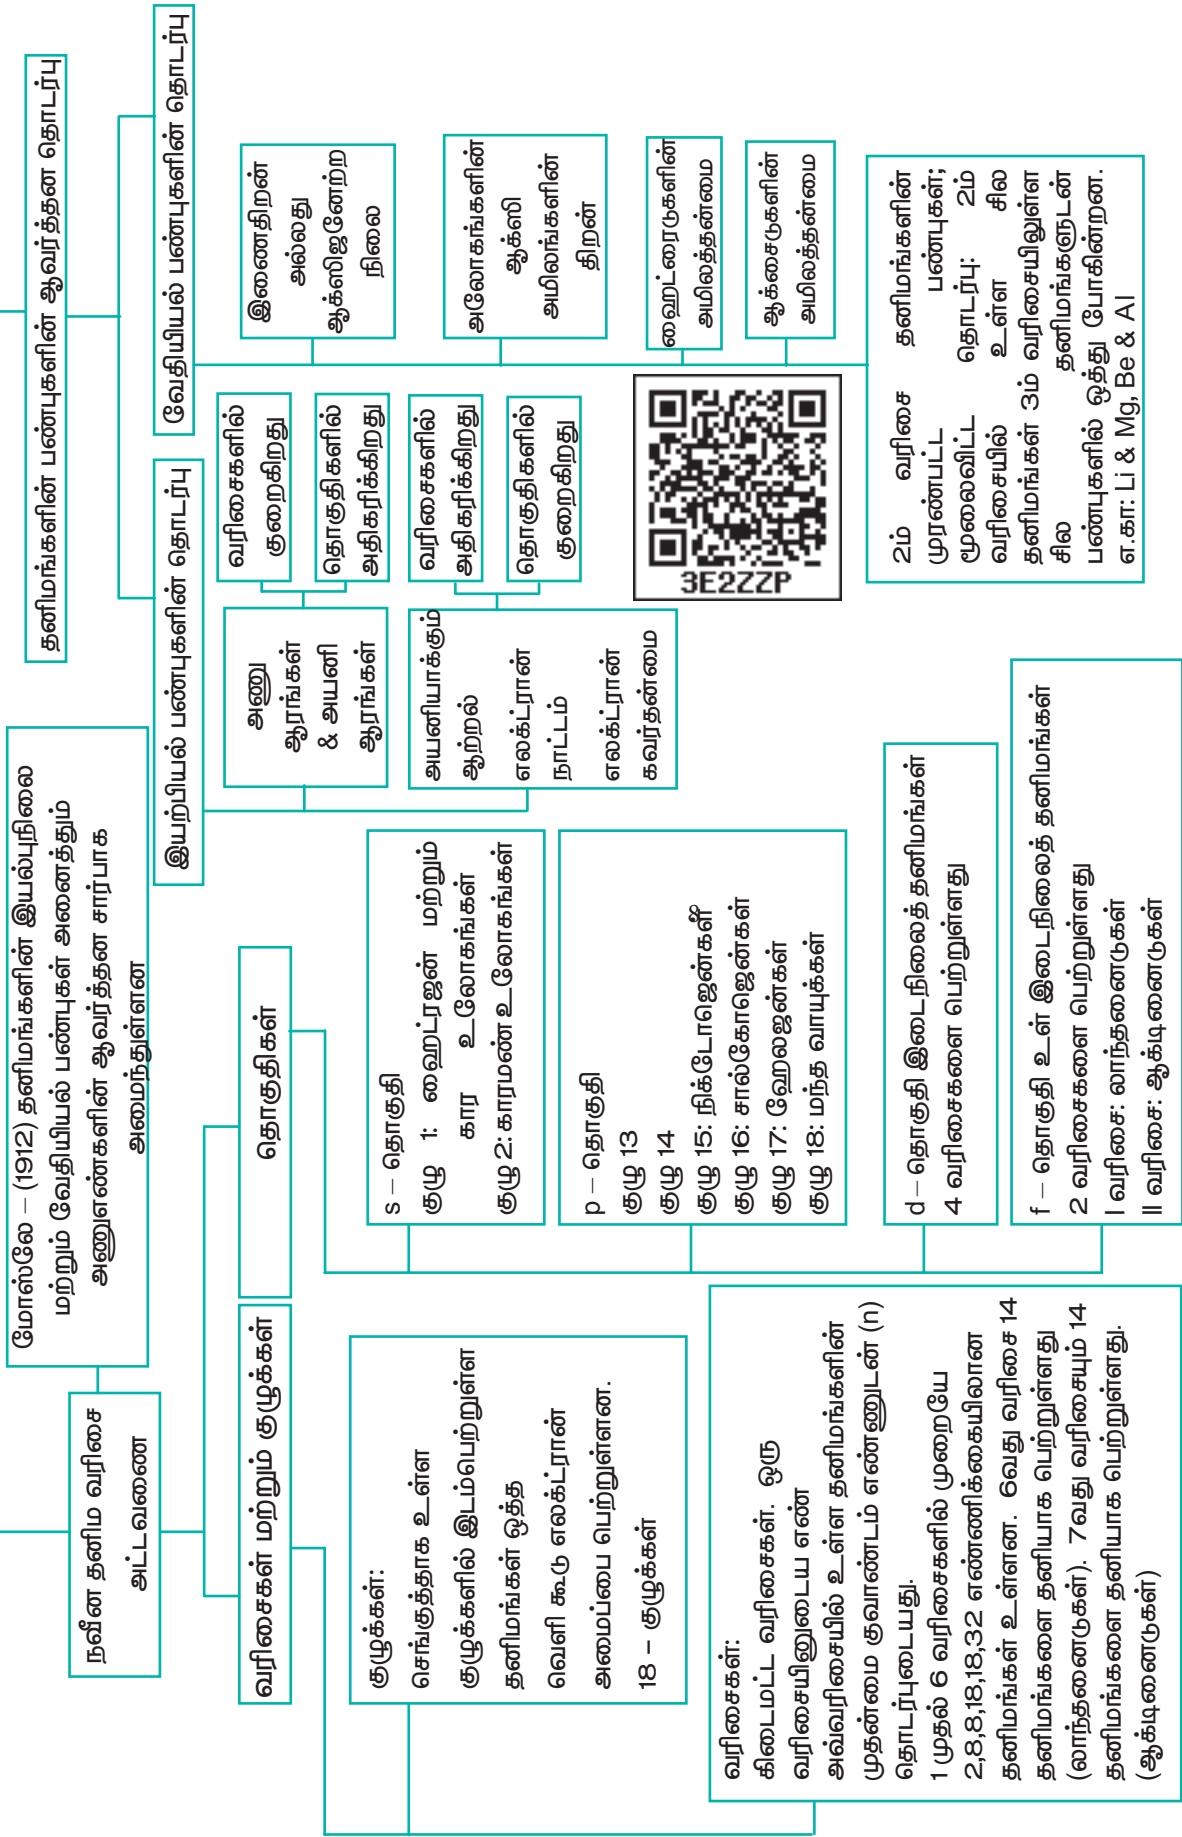 நவீன தனிம வரிசை
அட்டவணை
மோஸ்லே – (1912) தனிமங்களின் இயல்புநிலை
மற்றும் வேதியியல் பண்புகள் அனைத்தும்
அணுஎண்களின் ஆவர்த்தன சார்பாக
அமைந்துள்ளன
வரிசைகள் மற்றும் குழுக்கள்
குழுக்கள்:
செங்குத்தாக உள்ள
குழுக்களில் இடம்பெற்றுள்ள
தனிமங்கள் ஒத்த
வெளி கூடு எலக்ட்ரான்
அமைப்பை பெற்றுள்ளன.
18 – குழுக்கள்
வரிசைகள்:
கிடைமட்ட வரிசைகள். ஒரு
வரிசையினுடைய எண்
அவ்வரிசையில் உள்ள தனிமங்களின்
முதன்மை குவாண்டம் எண்ணுடன் (n)
தொடர்புடையது.
1 முதல் 6 வரிசைகளில் முறையே
2,8,8,18,18,32 எண்ணிக்கையிலான
தனிமங்கள் உள்ளன. 6வது வரிசை 14
தனிமங்களை தனியாக பெற்றுள்ளது
(லாந்தனைடுகள்). 7வது வரிசையும் 14
தனிமங்களை தனியாக பெற்றுள்ளது.
(ஆக்டினைடுகள்)
தொகுதிகள்
s – தொகுதி
குழு 1: ஹைட்ரஜன் மற்றும்
கார உலோகங்கள்
குழு 2: காரமண் உலோகங்கள்
p – தொகுதி
குழு 13
குழு 14
குழு 15: நிக்டோஜென்கள்
குழு 16: சால்கோஜென்கள்
குழு 17: ஹேலஜன்கள்
குழு 18: மந்த வாயுக்கள்
d – தொகுதி இடைநிலைத் தனிமங்கள்
4 வரிசைகளை பெற்றுள்ளது
f – தொகுதி உள் இடைநிலைத் தனிமங்கள்
2 வரிசைகளை பெற்றுள்ளது
I வரிசை: லாந்தனைடுகள்
II வரிசை: ஆக்டினைடுகள்
தனிமங்களின் பண்புகளின் ஆவர்த்தன தொடர்பு
இயற்பியல் பண்புகளின் தொடர்பு
அணு
ஆரங்கள்
& அயனி
ஆரங்கள்
வரிசைகளில்
குறைகிறது
தொகுதிகளில்
அதிகரிக்கிறது
அயனியாக்கும்
ஆற்றல்
எலக்ட்ரான்
நாட்டம்
எலக்ட்ரான்
கவர்தன்மை
வரிசைகளில்
அதிகரிக்கிறது
தொகுதிகளில்
குறைகிறது
வேதியியல் பண்புகளின் தொடர்பு
இணைதிறன்
அல்லது
ஆக்ஸிஜனேற்ற
நிலை
அலோகங்களின்
ஆக்ஸி
அமிலங்களின்
திறன்
ஹைட்ரைடுகளின்
அமிலத்தன்மை
ஆக்சைடுகளின்
அமிலத்தன்மை
2ம் வரிசை தனிமங்களின்
முரண்பட்ட பண்புகள்;
மூலைவிட்ட தொடர்பு: 2ம்
வரிசையில் உள்ள சில
தனிமங்கள் 3ம் வரிசையிலுள்ள
சில தனிமங்களுடன்
பண்புகளில் ஒத்து போகின்றன.
எ.கா: Li & Mg, Be & Al
3E2ZZP